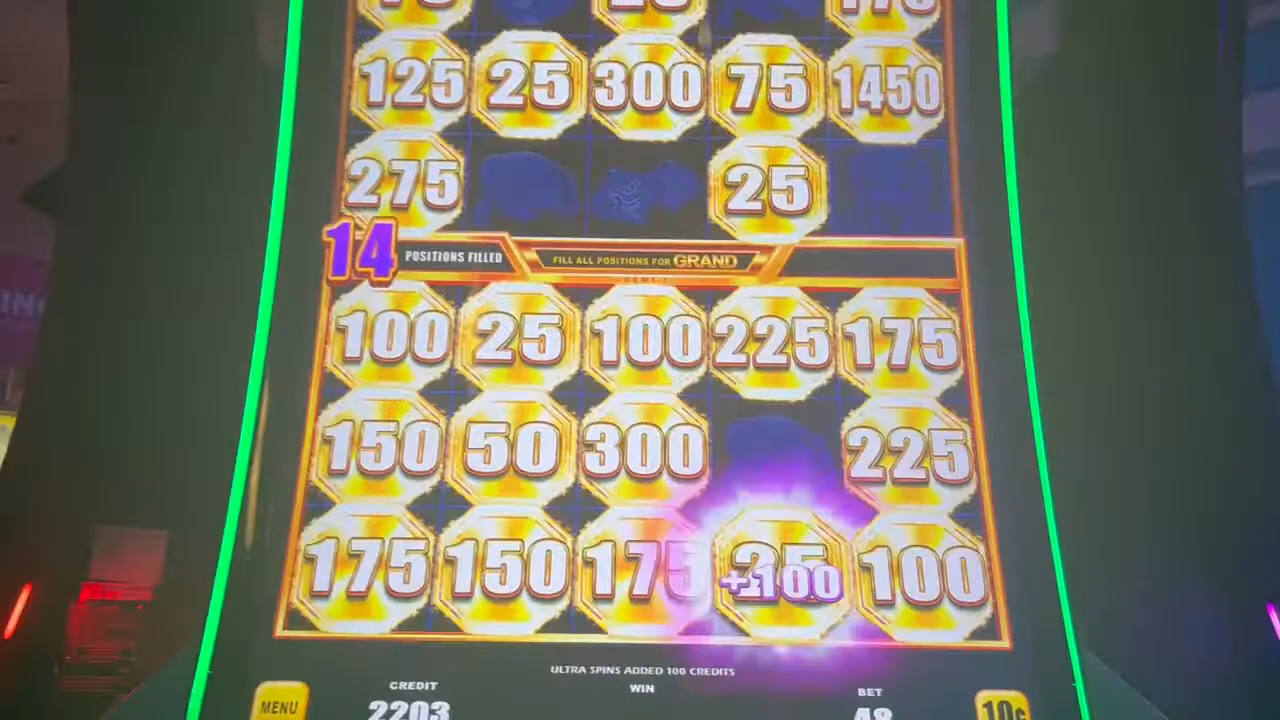 125 25 300 75 1450
275 25
14 POSITIONS FILLED FILL ALL POSITIONS FOR GRAND
100 25 100 225 175
150 50 300 225
175 150 175 25 100
+100
ULTRA SPINS ADDED 100 CREDITS
CREDIT WIN BET
MENU 2203 48 10¢